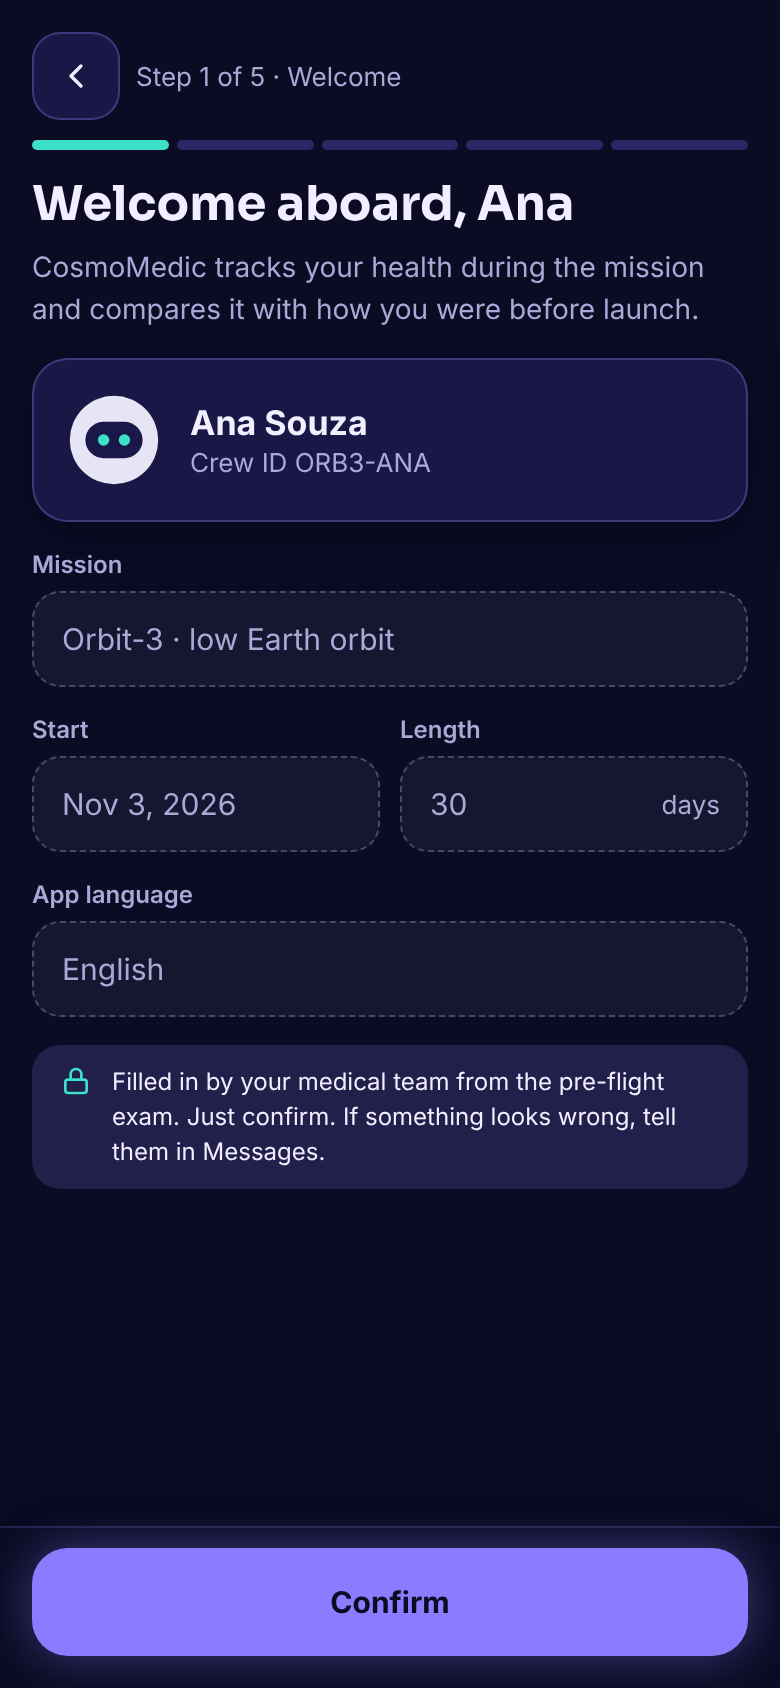 Step 1 of 5 · Welcome
Welcome aboard, Ana
CosmoMedic tracks your health during the mission
and compares it with how you were before launch.
Ana Souza
Crew ID ORB3-ANA
Mission
Orbit-3 · low Earth orbit
Start
Length
Nov 3, 2026
30 days
App language
English
Filled in by your medical team from the pre-flight
exam. Just confirm. If something looks wrong, tell
them in Messages.
Confirm